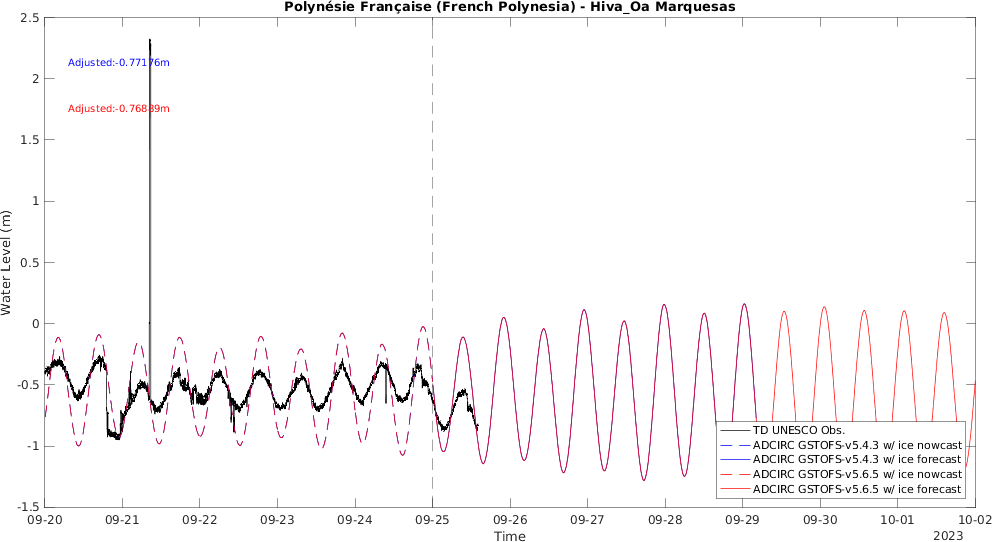 Polynésie Française (French Polynesia) - Hiva_Oa Marquesas
2.5
2
1.5
1
0.5
0
-0.5
-1
-1.5
Water Level (m)
Adjusted:-0.77176m
Adjusted:-0.76839m
TD UNESCO Obs.
ADCIRC GSTOFS-v5.4.3 w/ ice nowcast
ADCIRC GSTOFS-v5.4.3 w/ ice forecast
ADCIRC GSTOFS-v5.6.5 w/ ice nowcast
ADCIRC GSTOFS-v5.6.5 w/ ice forecast
09-20 09-21 09-22 09-23 09-24 09-25 09-26 09-27 09-28 09-29 09-30 10-01 10-02
Time
2023